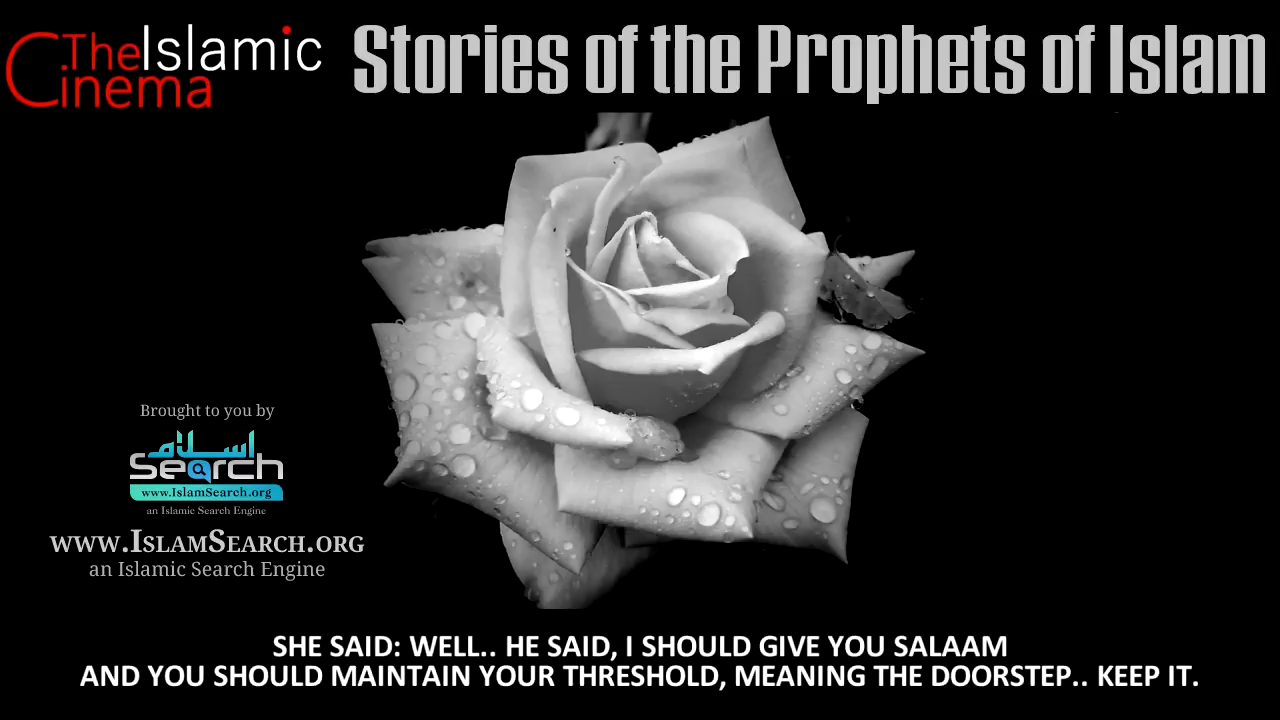 The Islamic
Cinema
Stories of the Prophets of Islam
Brought to you by
اسلام
Search
www.IslamSearch.org
an Islamic Search Engine
WWW.ISLAMSEARCH.ORG
an Islamic Search Engine
SHE SAID: WELL.. HE SAID, I SHOULD GIVE YOU SALAAM
AND YOU SHOULD MAINTAIN YOUR THRESHOLD, MEANING THE DOORSTEP.. KEEP IT.